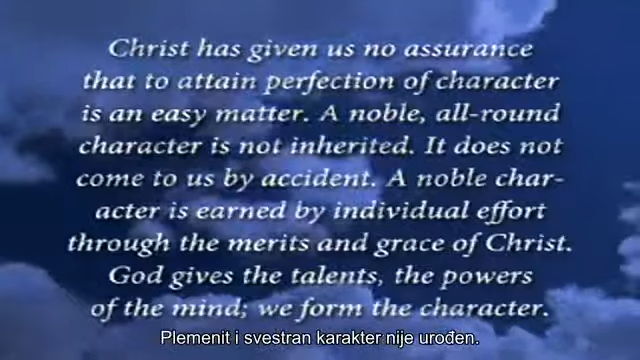 Christ has given us no assurance
that to attain perfection of character
is an easy matter. A noble, all-round
character is not inherited. It does not
come to us by accident. A noble char-
acter is earned by individual effort
through the merits and grace of Christ.
God gives the talents, the powers
of the mind; we form the character.
Plemenit i svestran karakter nije urođen.